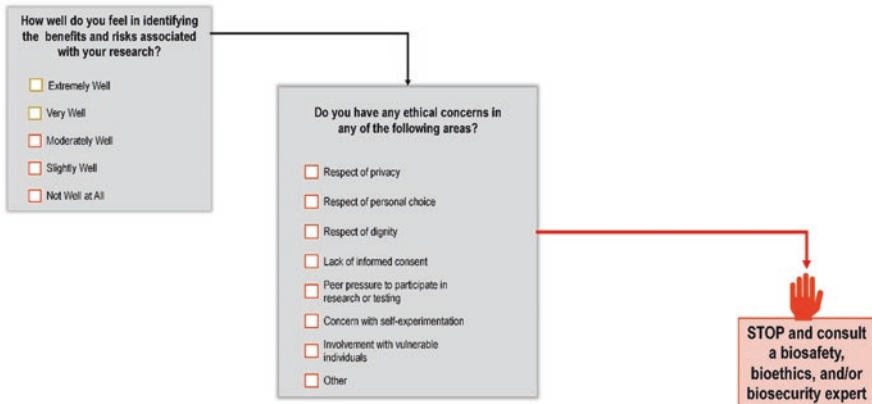 How well do you feel in identifying
the benefits and risks associated
with your research?
Extremely Well
Very Well
Moderately Well
Slightly Well
Not Well at All
Do you have any ethical concerns in
any of the following areas?
Respect of privacy
Respect of personal choice
Respect of dignity
Lack of informed consent
Peer pressure to participate in
research or testing
Concern with self-experimentation
Involvement with vulnerable
individuals
Other
STOP and consult
a biosafety,
bioethics, and/or
biosecurity expert